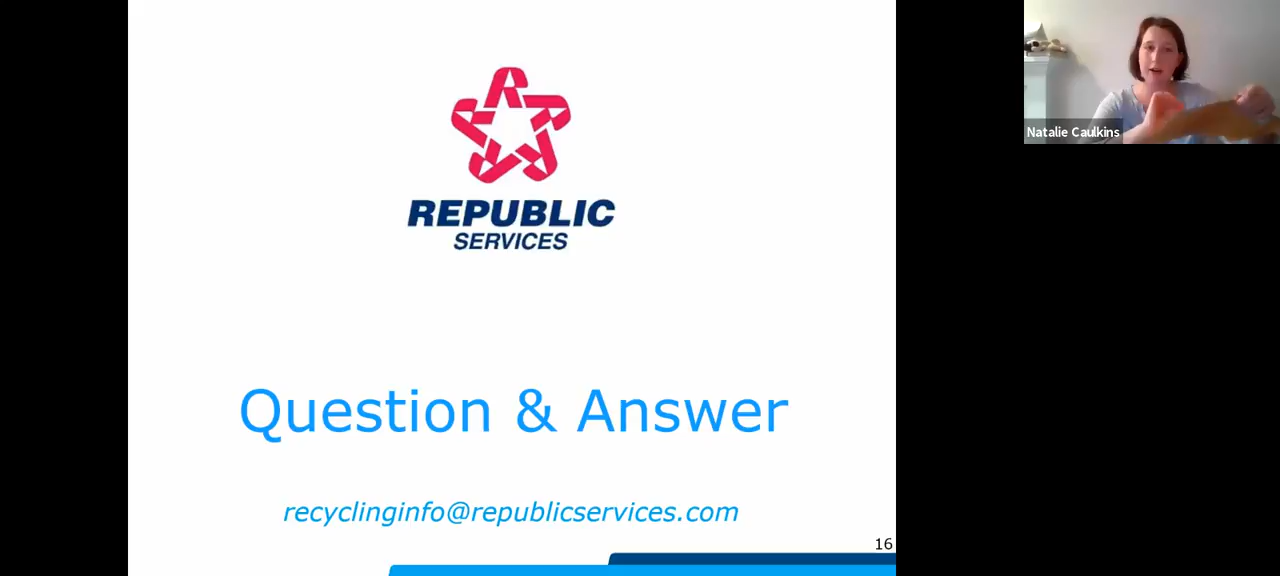 REPUBLIC
SERVICES
Question & Answer
recyclinginfo@republicservices.com
16
Natalie Caulkins